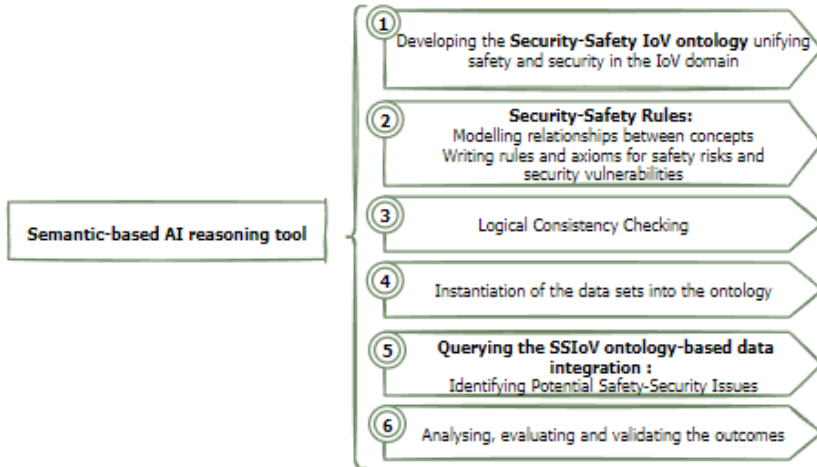 Semantic-based AI reasoning tool
1
Developing the Security-Safety IoV ontology unifying
safety and security in the IoV domain
2
Security-Safety Rules:
Modelling relationships between concepts
Writing rules and axioms for safety risks and
security vulnerabilities
3
Logical Consistency Checking
4
Instantiation of the data sets into the ontology
5
Querying the SSIoV ontology-based data
integration :
Identifying Potential Safety-Security Issues
6
Analysing, evaluating and validating the outcomes